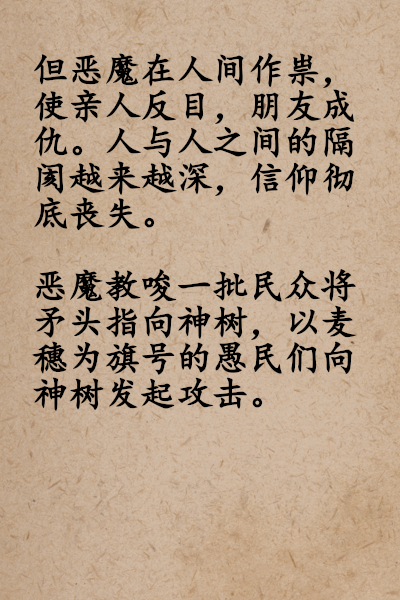 但恶魔在人间作祟，
使亲人反目，朋友成
仇。人与人之间的隔
阂越来越深，信仰彻
底丧失。
恶魔教唆一批民众将
矛头指向神树，以麦
穗为旗号的愚民们向
神树发起攻击。